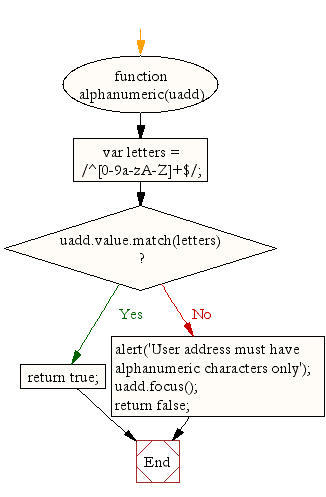 function
alphanumeric(uadd)
var letters =
/^[0-9a-zA-Z]+$/;
uadd.value.match(letters)
?
Yes
No
return true;
alert('User address must have
alphanumeric characters only');
uadd.focus();
return false;
End